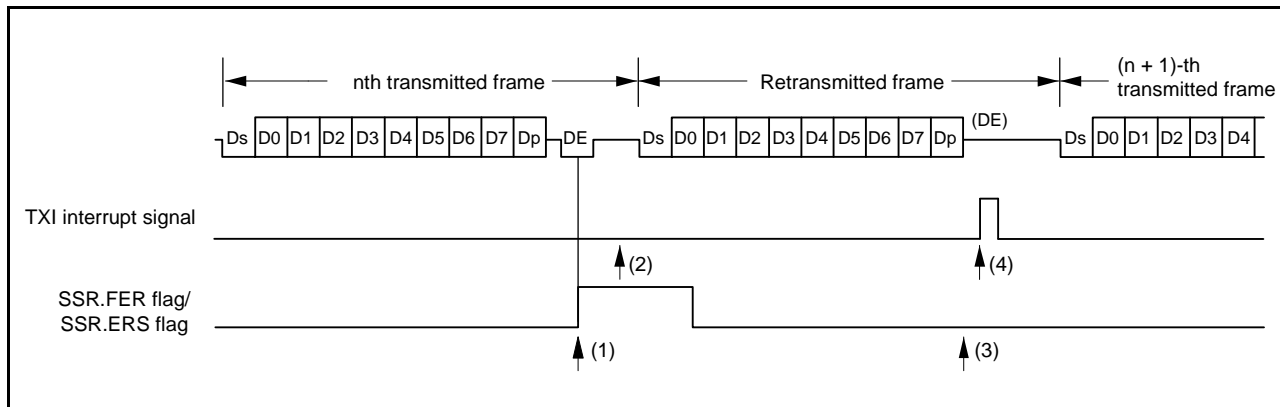 nth transmitted frame
Retransmitted frame
(n + 1)-th
transmitted frame
Ds D0 D1 D2 D3 D4 D5 D6 D7 Dp DE Ds D0 D1 D2 D3 D4 D5 D6 D7 Dp (DE) Ds D0 D1 D2 D3 D4
TXI interrupt signal
(2) (4)
SSR.FER flag/
SSR.ERS flag
(1) (3)